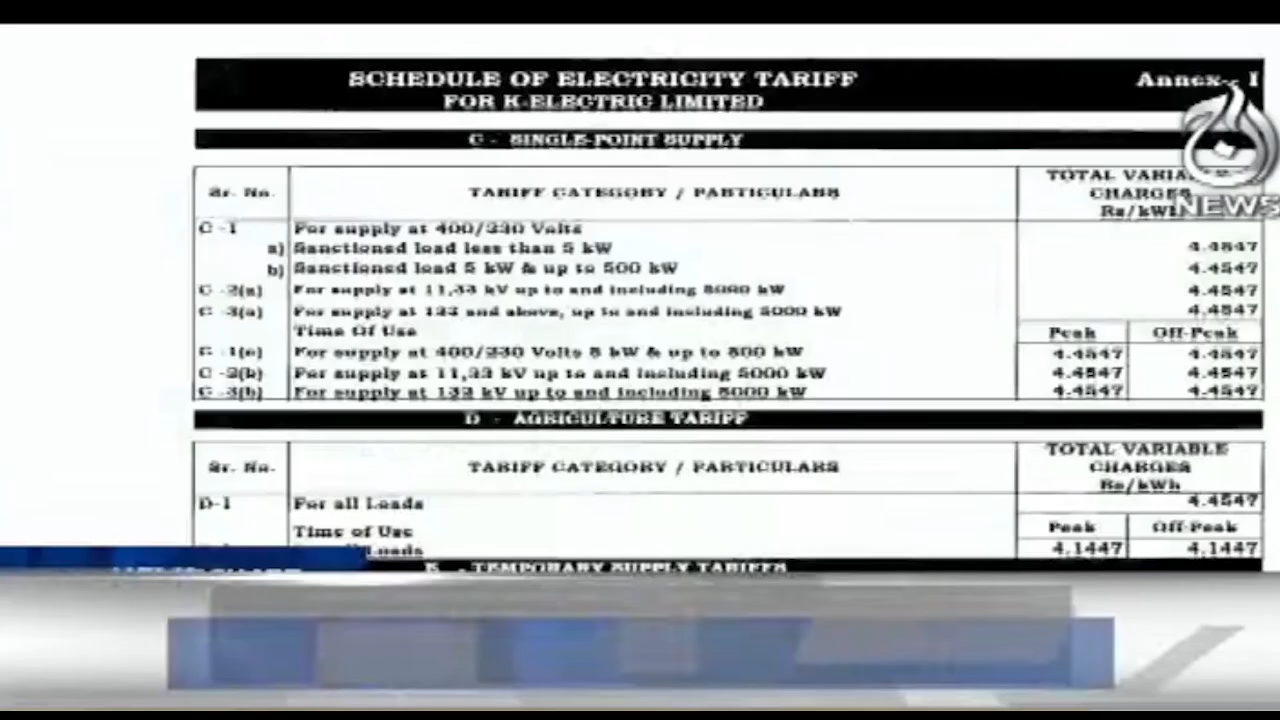 SCHEDULE OF ELECTRICITY TARIFF
Annex - I
FOR K-ELECTRIC LIMITED
C - SINGLE-POINT SUPPLY
Sr. No. TARIFF CATEGORY / PARTICULARS TOTAL CHARGES Rs/kWh
C -1 For supply at 400/230 Volts
a) Sanctioned load less than 5 kW 4.4547
b) Sanctioned load 5 kW & up to 500 kW 4.4547
C -2(a) For supply at 11,33 kV up to and including 5000 kW 4.4547
C -3(a) For supply at 132 and above, up to and including 5000 kW 4.4547
Time Of Use Peak Off-Peak
C -1(c) For supply at 400/230 Volts 5 kW & up to 500 kW 4.4547 4.4547
C -2(b) For supply at 11,33 kV up to and including 5000 kW 4.4547 4.4547
C -3(b) For supply at 132 kV up to and including 5000 kW 4.4547 4.4547
D - AGRICULTURE TARIFF
Sr. No. TARIFF CATEGORY / PARTICULARS TOTAL VARIABLE CHARGES Rs/kWh
D-1 For all Loads 4.4547
Time of Use Peak Off-Peak
Loads 4.1447 4.1447
E - TEMPORARY SUPPLY TARIFFS
آج
NEWS